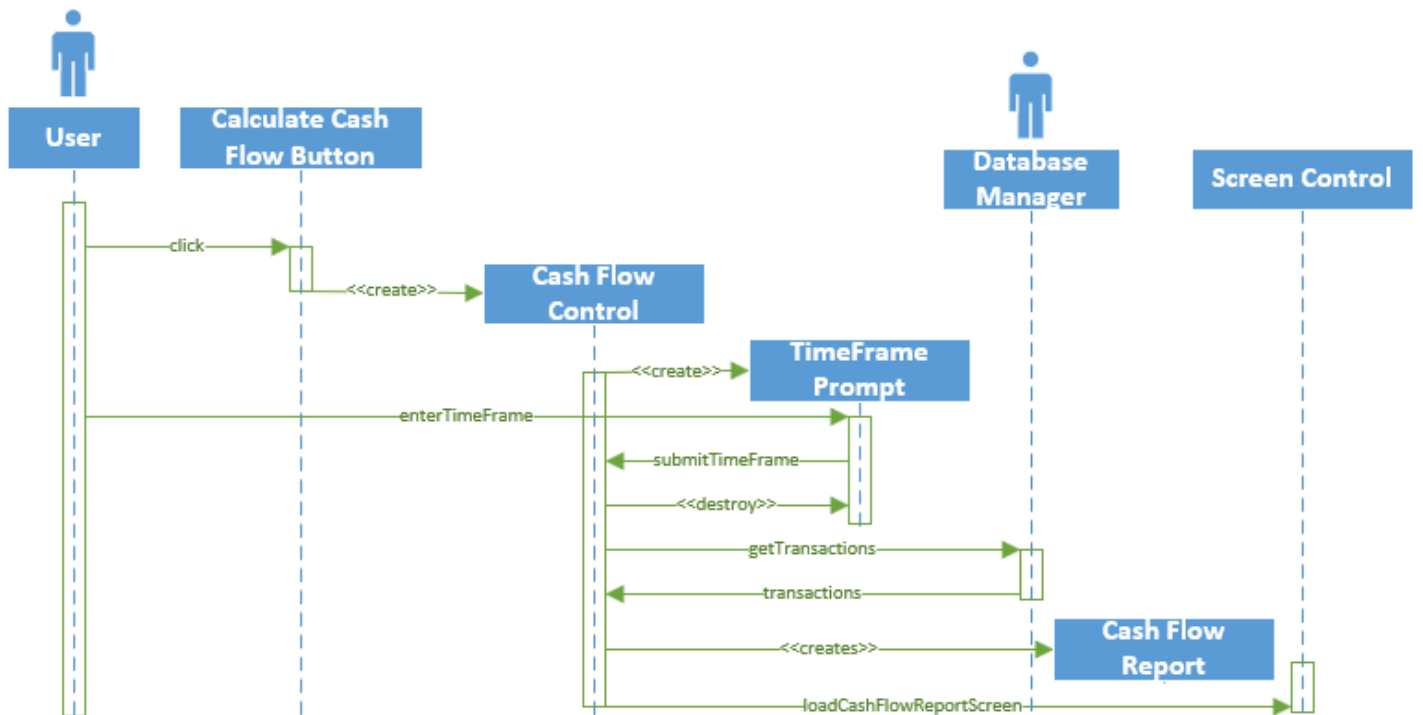 User
Calculate Cash
Flow Button
Database
Manager
Screen Control
click
<<create>>
Cash Flow
Control
TimeFrame
Prompt
<<create>>
enterTimeFrame
submitTimeFrame
<<destroy>>
getTransactions
transactions
<<creates>>
Cash Flow
Report
loadCashFlowReportScreen